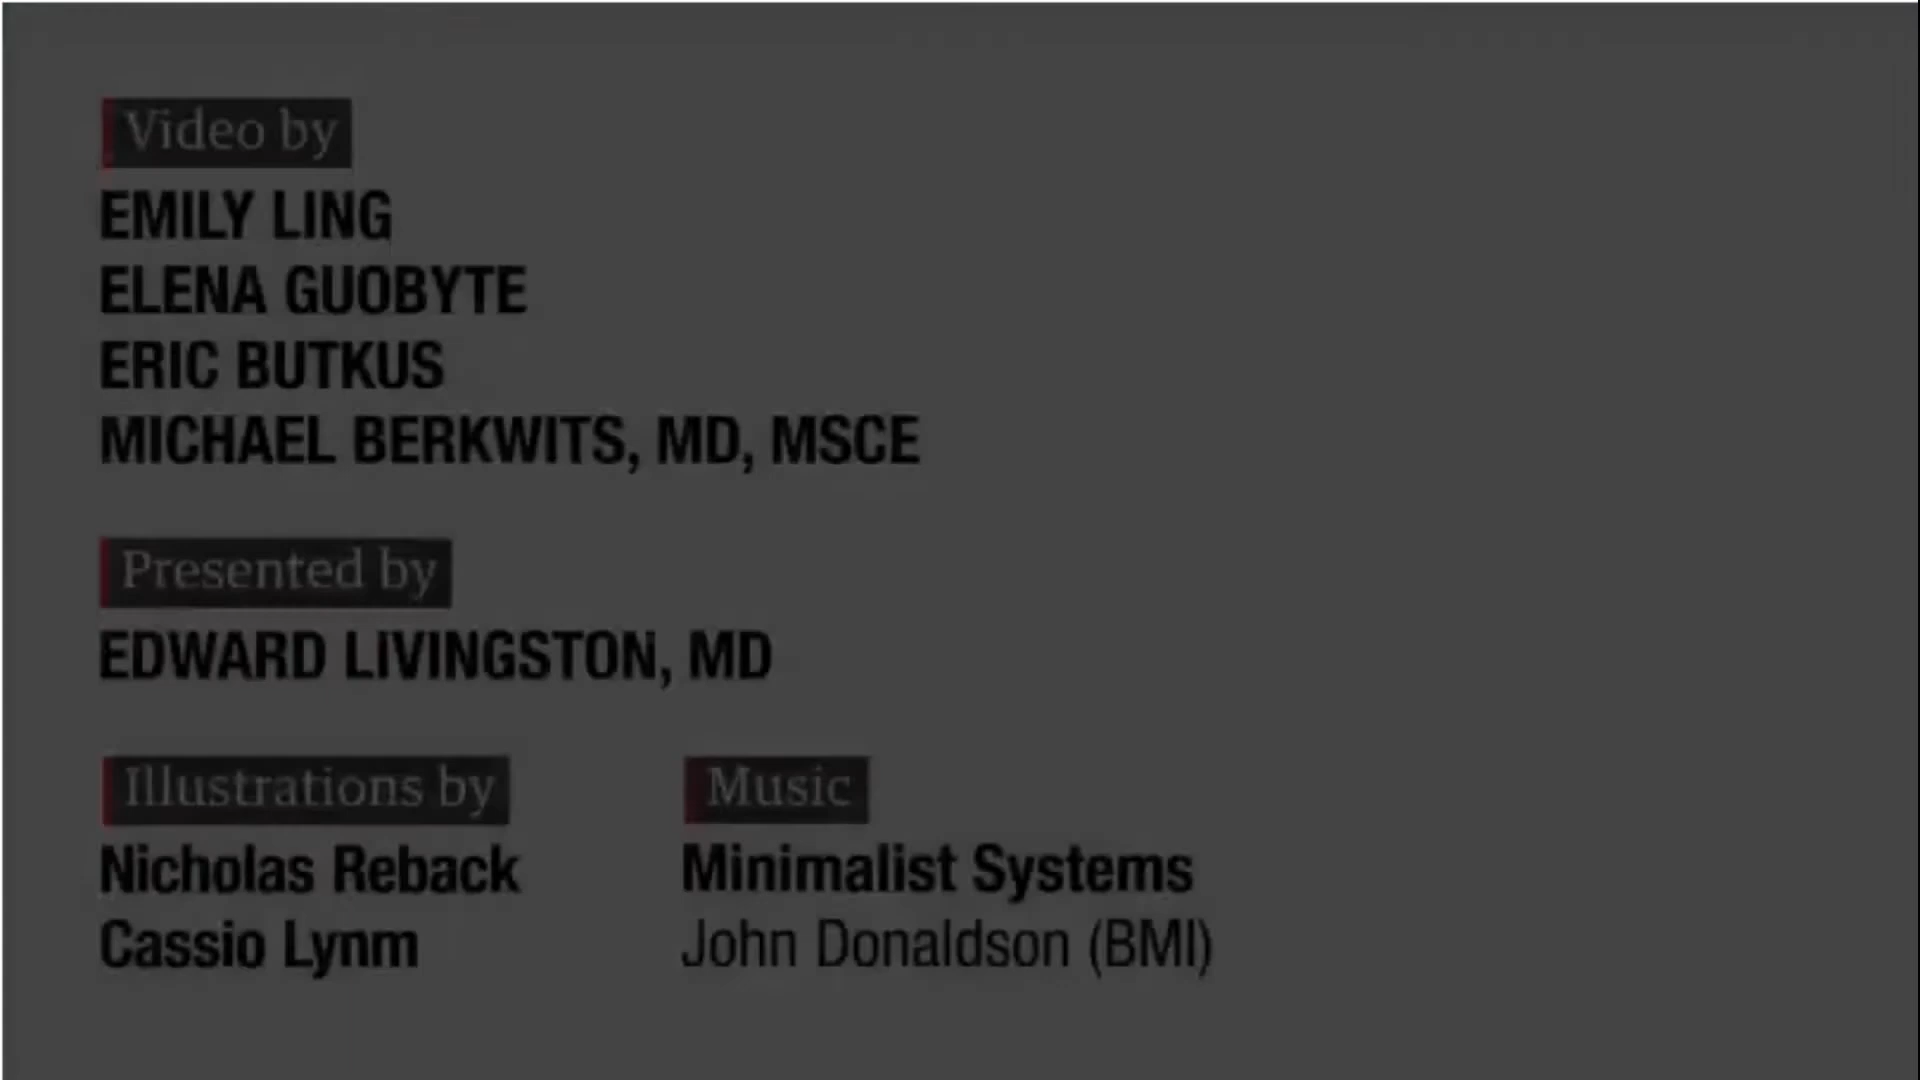 Video by
EMILY LING
ELENA GUOBYTE
ERIC BUTKUS
MICHAEL BERKWITS, MD, MSCE
Presented by
EDWARD LIVINGSTON, MD
Illustrations by
Nicholas Reback
Cassio Lynm
Music
Minimalist Systems
John Donaldson (BMI)